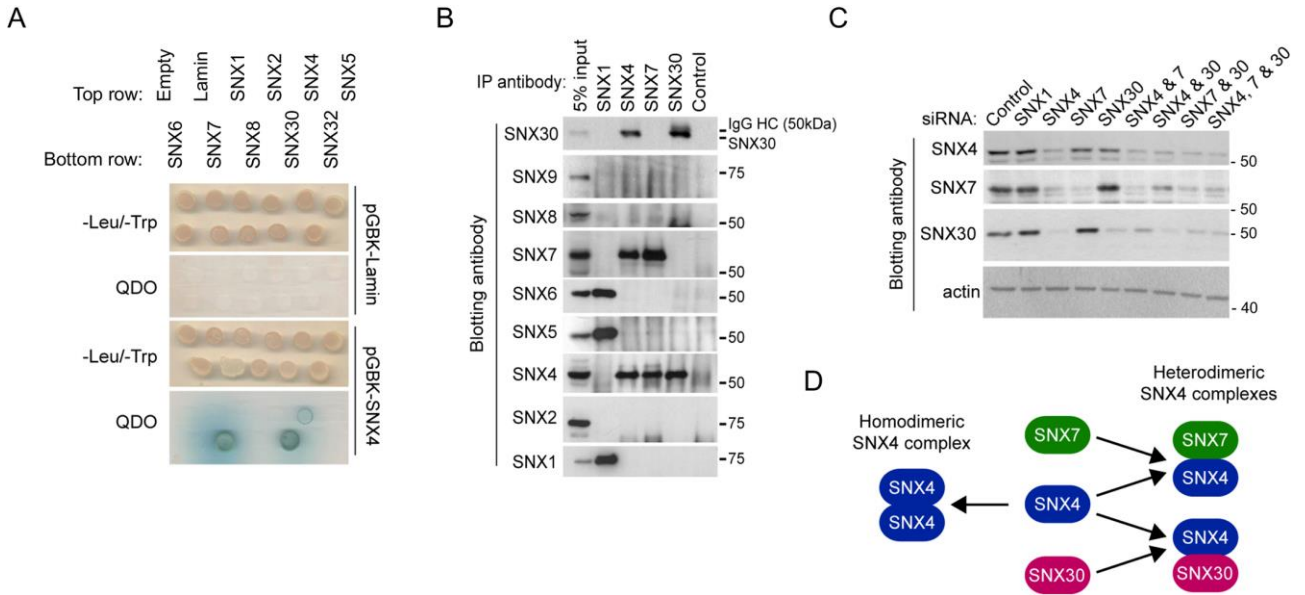 A
Top row: Empty Lamin SNX1 SNX2 SNX4 SNX5
Bottom row: SNX6 SNX7 SNX8 SNX30 SNX32
-Leu/-Trp
QDO
pGBK-Lamin
-Leu/-Trp
QDO
pGBK-SNX4
B
IP antibody: 5% input SNX1 SNX4 SNX7 SNX30 Control
Blotting antibody
SNX30
IgG HC (50kDa)
SNX30
SNX9
75
SNX8
50
SNX7
50
SNX6
50
SNX5
50
SNX4
50
SNX2
75
SNX1
75
C
siRNA: Control SNX1 SNX4 SNX7 SNX30 SNX4 & 7 SNX4 & 30 SNX7 & 30 SNX4, 7 & 30
Blotting antibody
SNX4
- 50
SNX7
- 50
SNX30
- 50
actin
- 40
D
Homodimeric
SNX4 complex
Heterodimeric
SNX4 complexes
SNX7
SNX7
SNX4
SNX4
SNX4
SNX4
SNX4
SNX30
SNX30